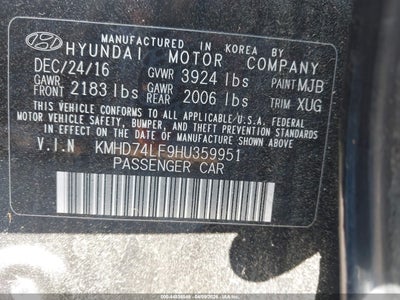 MANUFACTURED IN KOREA BY
HYUNDAI MOTOR COMPANY
DEC/24/16 GVWR 3924 lbs PAINT MJB
GAWR FRONT 2183 lbs GAWR REAR 2006 lbs TRIM XUG
THIS VEHICLE CONFORMS TO ALL APPLICABLE U.S. FEDERAL
MOTOR VEHICLE SAFETY, BUMPER, AND THEFT PREVENTION
STANDARDS IN EFFECT ON THE DATE OF MANUFACTURE
V.I.N KMHD74LF9HU359951
PASSENGER CAR